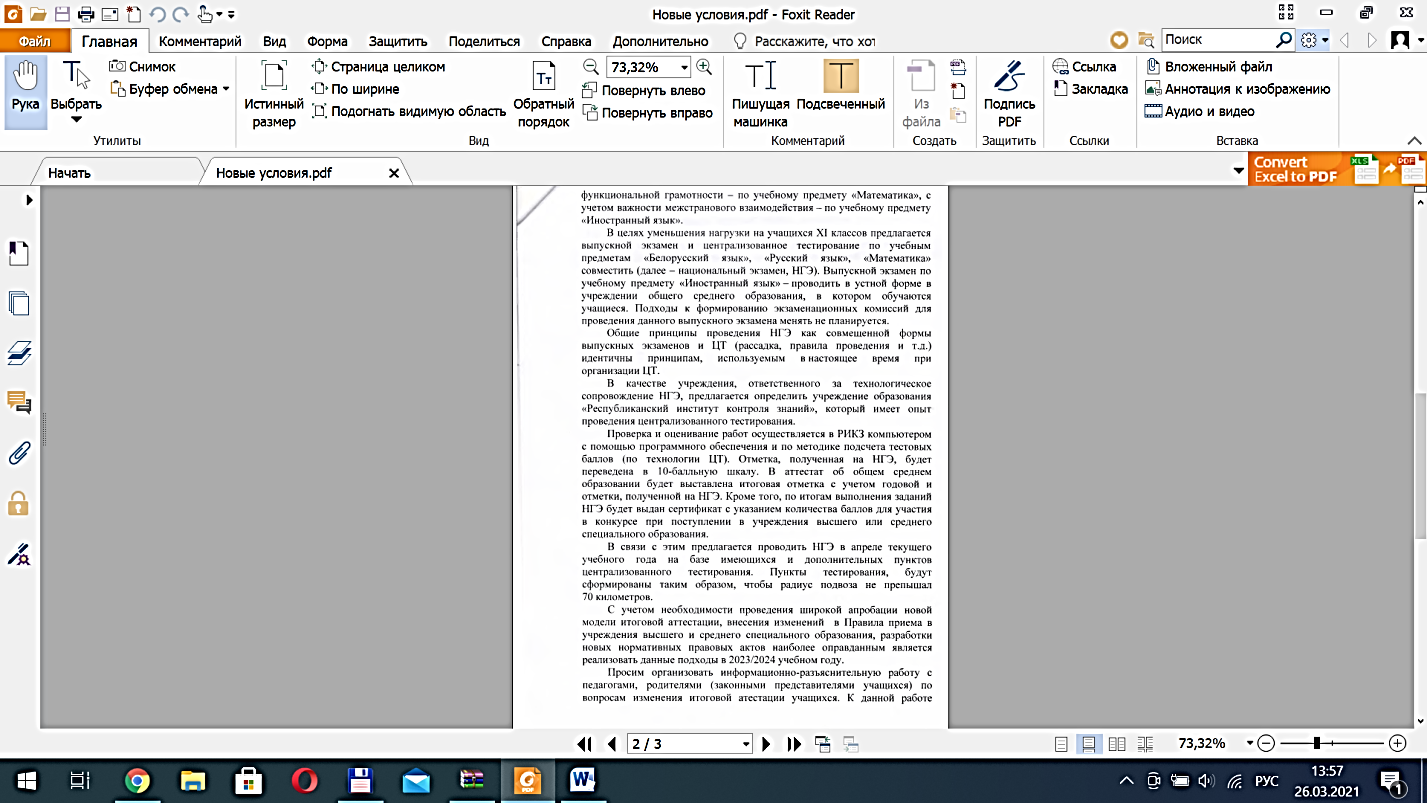 Новые условия.pdf - Foxit Reader
Файл Главная Комментарий Вид Форма Защитить Поделиться Справка Дополнительно Расскажите, что хот Поиск
Рука
Выбрать
Снимок
Буфер обмена
Утилиты
Истинный размер
Страница целиком
По ширине
Подогнать видимую область
Обратный порядок
73,32%
Повернуть влево
Повернуть вправо
Вид
Пишущая машинка
Подсвеченный
Комментарий
Из файла
Создать
Подпись PDF
Защитить
Ссылка
Закладка
Ссылки
Вложенный файл
Аннотация к изображению
Аудио и видео
Вставка
Начать
Новые условия.pdf
Convert
Excel to PDF
XLS
PDF
функциональной грамотности – по учебному предмету «Математика», с
учетом важности межстранового взаимодействия – по учебному предмету
«Иностранный язык».
В целях уменьшения нагрузки на учащихся XI классов предлагается
выпускной экзамен и централизованное тестирование по учебным
предметам «Белорусский язык», «Русский язык», «Математика»
совместить (далее – национальный экзамен, НГЭ). Выпускной экзамен по
учебному предмету «Иностранный язык» – проводить в устной форме в
учреждении общего среднего образования, в котором обучаются
учащиеся. Подходы к формированию экзаменационных комиссий для
проведения данного выпускного экзамена менять не планируется.
Общие принципы проведения НГЭ как совмещенной формы
выпускных экзаменов и ЦТ (рассадка, правила проведения и т.д.)
идентичны принципам, используемым в настоящее время при
организации ЦТ.
В качестве учреждения, ответственного за технологическое
сопровождение НГЭ, предлагается определить учреждение образования
«Республиканский институт контроля знаний», который имеет опыт
проведения централизованного тестирования.
Проверка и оценивание работ осуществляется в РИКЗ компьютером
с помощью программного обеспечения и по методике подсчета тестовых
баллов (по технологии ЦТ). Отметка, полученная на НГЭ, будет
переведена в 10-балльную шкалу. В аттестат об общем среднем
образовании будет выставлена итоговая отметка с учетом годовой и
отметки, полученной на НГЭ. Кроме того, по итогам выполнения заданий
НГЭ будет выдан сертификат с указанием количества баллов для участия
в конкурсе при поступлении в учреждения высшего или среднего
специального образования.
В связи с этим предлагается проводить НГЭ в апреле текущего
учебного года на базе имеющихся и дополнительных пунктов
централизованного тестирования. Пункты тестирования, будут
сформированы таким образом, чтобы радиус подвоза не превышал
70 километров.
С учетом необходимости проведения широкой апробации новой
модели итоговой аттестации, внесения изменений в Правила приема в
учреждения высшего и среднего специального образования, разработки
новых нормативных правовых актов наиболее оправданным является
реализовать данные подходы в 2023/2024 учебном году.
Просим организовать информационно-разъяснительную работу с
педагогами, родителями (законными представителями учащихся) по
вопросам изменения итоговой атестации учащихся. К данной работе
2 / 3
73,32%
PDF
РУС
13:57
26.03.2021
1